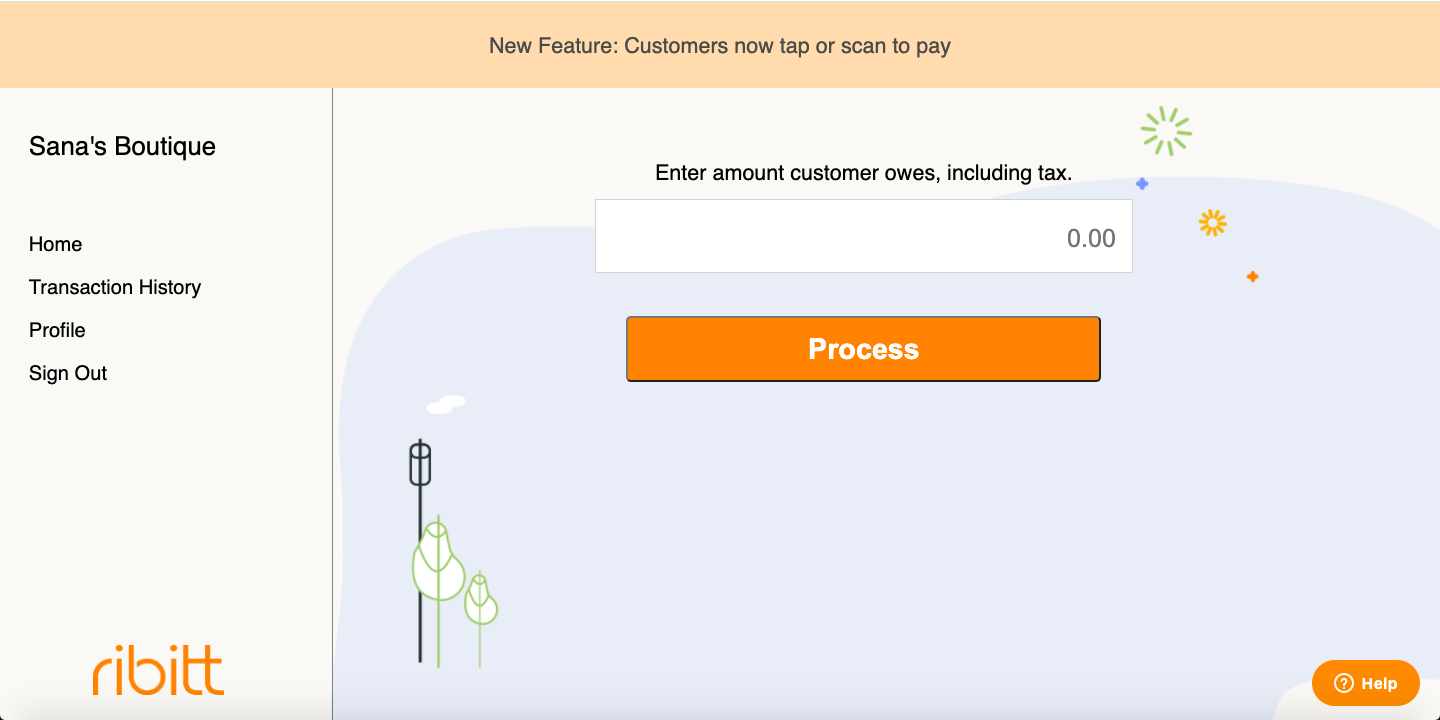 New Feature: Customers now tap or scan to pay
Sana's Boutique
Home
Transaction History
Profile
Sign Out
ribitt
Enter amount customer owes, including tax.
0.00
Process
? Help